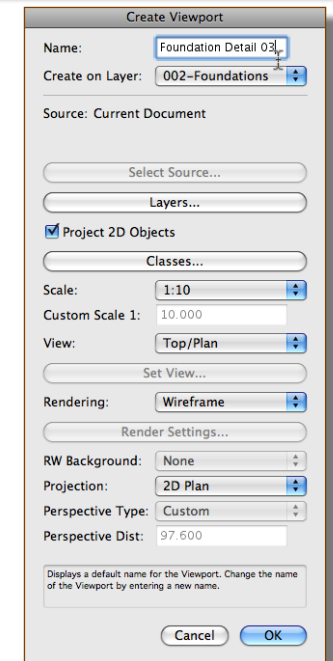 Create Viewport
Name: Foundation Detail 03
Create on Layer: 002-Foundations
Source: Current Document
Select Source...
Layers...
Project 2D Objects
Classes...
Scale: 1:10
Custom Scale 1: 10.000
View: Top/Plan
Set View...
Rendering: Wireframe
Render Settings...
RW Background: None
Projection: 2D Plan
Perspective Type: Custom
Perspective Dist: 97.600
Displays a default name for the Viewport. Change the name
of the Viewport by entering a new name.
Cancel OK